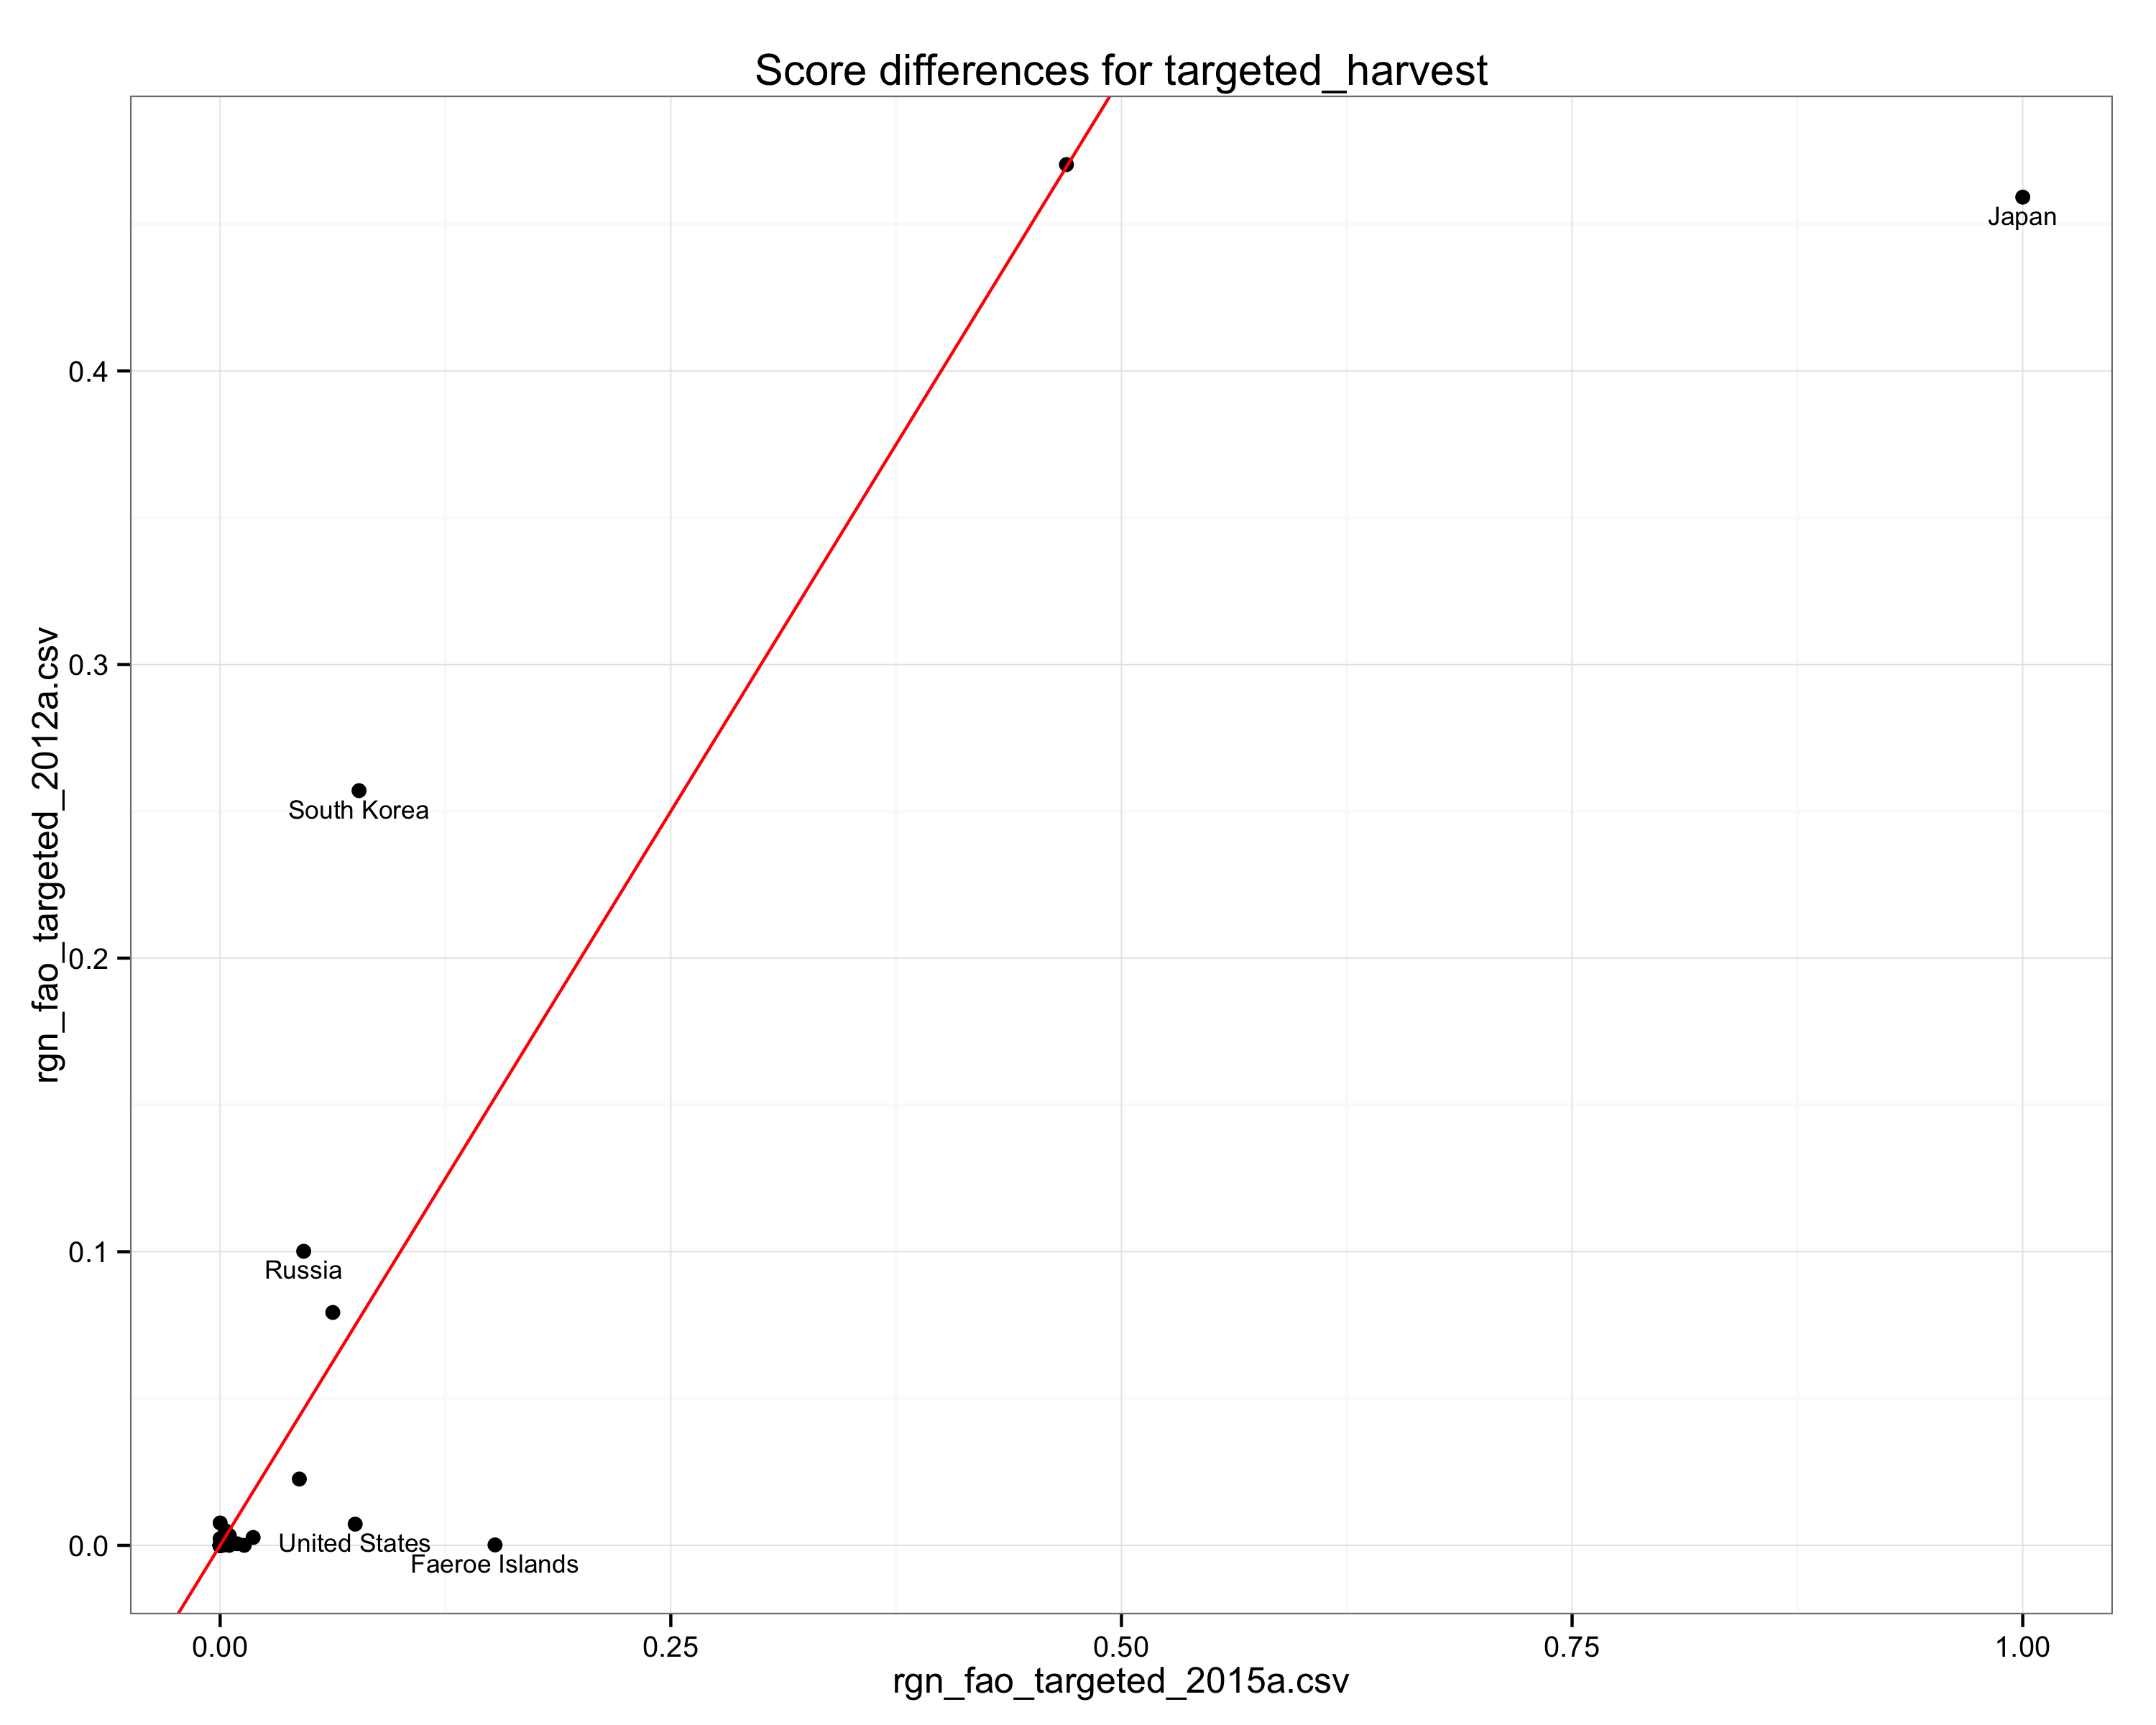 Score differences for targeted_harvest
rgn_fao_targeted_2012a.csv
0.4
0.3
0.2
0.1
0.0
Japan
South Korea
Russia
United States
Faeroe Islands
0.00 0.25 0.50 0.75 1.00
rgn_fao_targeted_2015a.csv